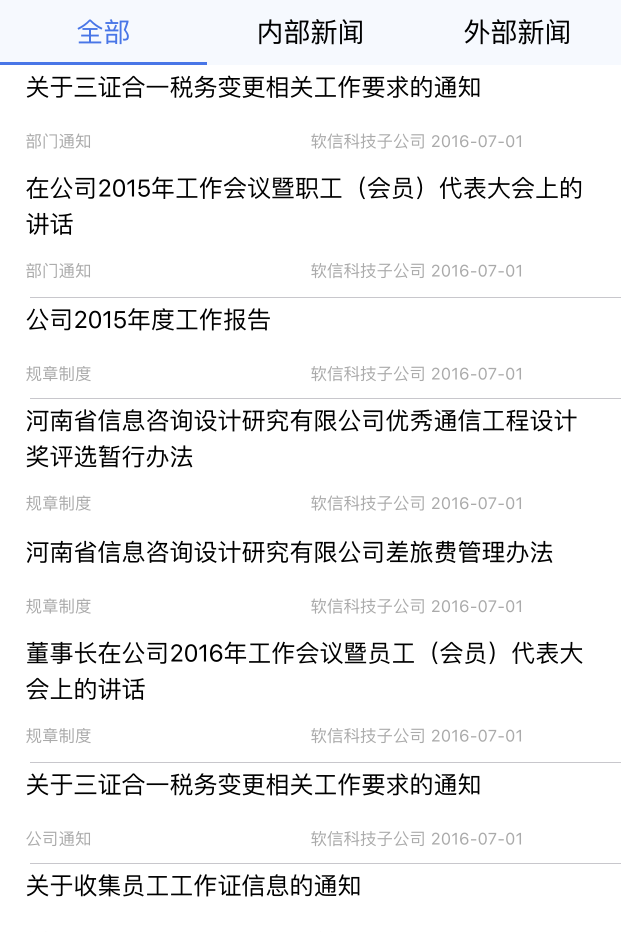 全部 内部新闻 外部新闻
关于三证合一税务变更相关工作要求的通知
部门通知 软信科技子公司 2016-07-01
在公司2015年工作会议暨职工（会员）代表大会上的
讲话
部门通知 软信科技子公司 2016-07-01
公司2015年度工作报告
规章制度 软信科技子公司 2016-07-01
河南省信息咨询设计研究有限公司优秀通信工程设计
奖评选暂行办法
规章制度 软信科技子公司 2016-07-01
河南省信息咨询设计研究有限公司差旅费管理办法
规章制度 软信科技子公司 2016-07-01
董事长在公司2016年工作会议暨员工（会员）代表大
会上的讲话
规章制度 软信科技子公司 2016-07-01
关于三证合一税务变更相关工作要求的通知
公司通知 软信科技子公司 2016-07-01
关于收集员工工作证信息的通知